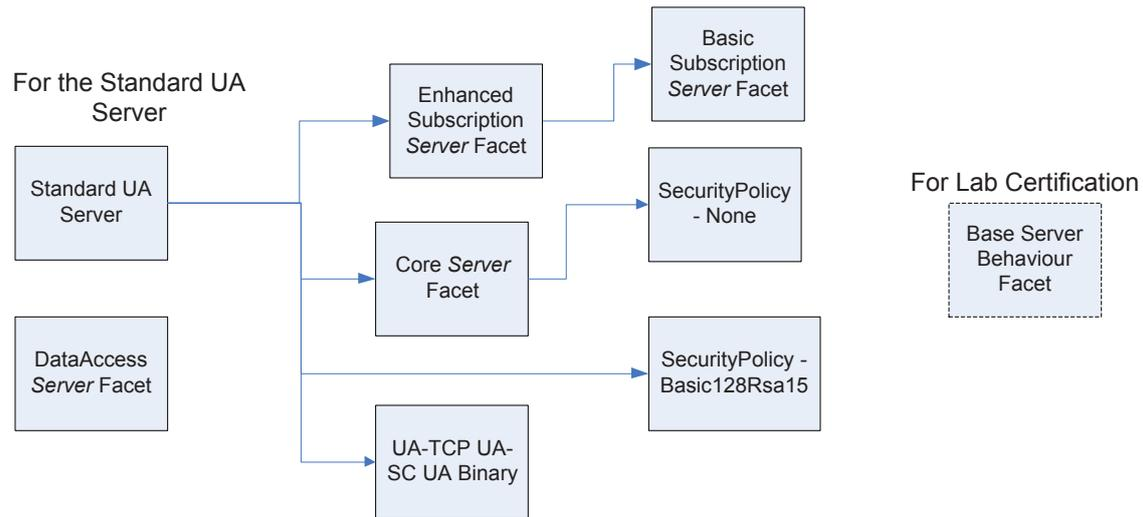 For the Standard UA
Server
Standard UA
Server
DataAccess
Server Facet
Enhanced
Subscription
Server Facet
Core Server
Facet
UA-TCP UA-
SC UA Binary
Basic
Subscription
Server Facet
SecurityPolicy
- None
SecurityPolicy -
Basic128Rsa15
For Lab Certification
Base Server
Behaviour
Facet